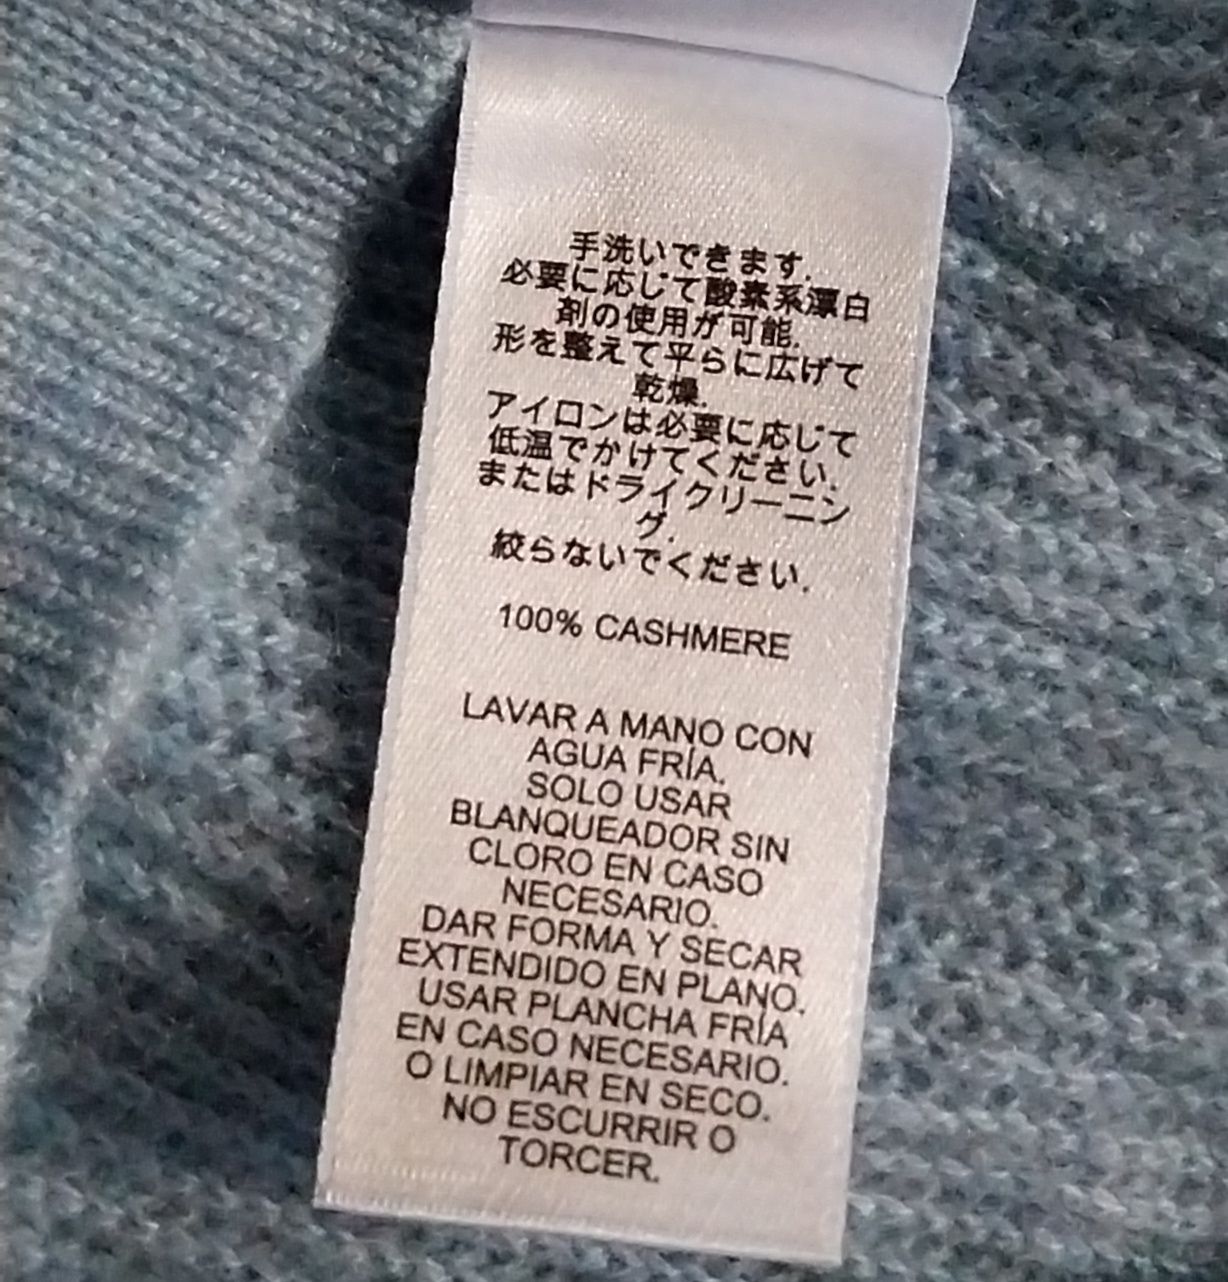 手洗いできます.
必要に応じて酸素系漂白
剤の使用が可能.
形を整えて平らに広げて
乾燥.
アイロンは必要に応じて
低温でかけてください.
またはドライクリーニン
グ.
絞らないでください.
100% CASHMERE
LAVAR A MANO CON
AGUA FRÍA.
SOLO USAR
BLANQUEADOR SIN
CLORO EN CASO
NECESARIO.
DAR FORMA Y SECAR
EXTENDIDO EN PLANO.
USAR PLANCHA FRÍA
EN CASO NECESARIO.
O LIMPIAR EN SECO.
NO ESCURRIR O
TORCER.